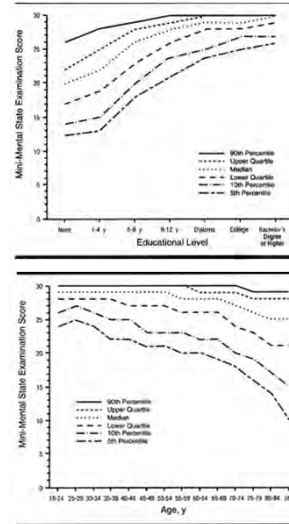 Mini-Mental State Examination Score
30
25
20
15
10
5
0
90th Percentile
Upper Quartile
Median
Lower Quartile
10th Percentile
5th Percentile
None
1-4 y
5-8 y
9-12 y
Diploma
College
Bachelor's
Degree
or Higher
Educational Level
Mini-Mental State Examination Score
30
25
20
15
10
5
0
90th Percentile
Upper Quartile
Median
Lower Quartile
10th Percentile
5th Percentile
18-24 25-29 30-34 35-39 40-44 45-49 50-54 55-59 60-64 65-69 70-74 75-79 80-84
Age, y